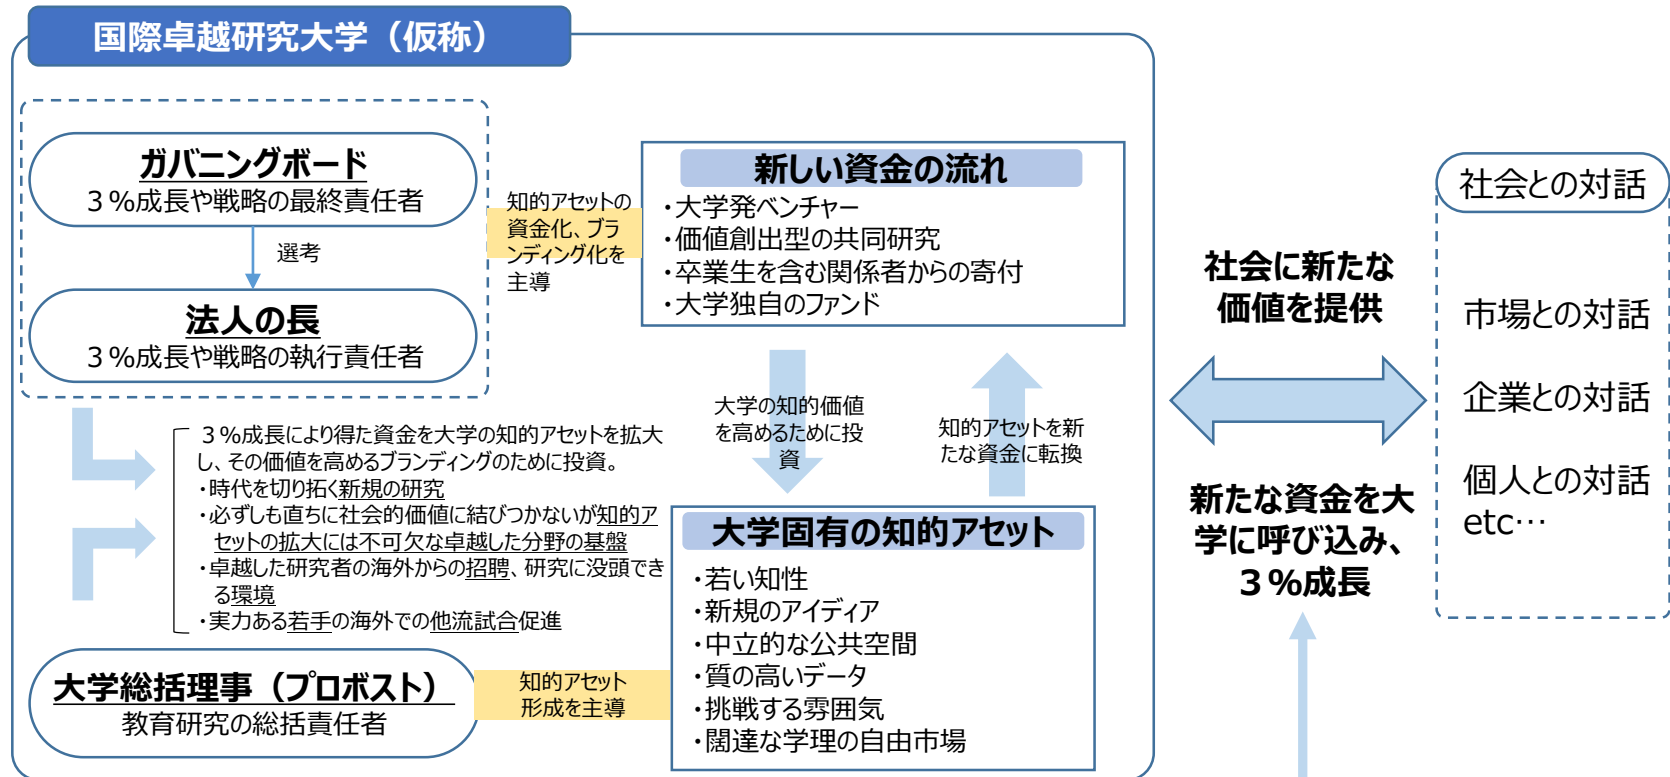 国際卓越研究大学（仮称）
ガバニングボード
３％成長や戦略の最終責任者
選考
法人の長
３％成長や戦略の執行責任者
知的アセットの
資金化、ブラ
ンディング化を
主導
新しい資金の流れ
・大学発ベンチャー
・価値創出型の共同研究
・卒業生を含む関係者からの寄付
・大学独自のファンド
大学の知的価値
を高めるために投
資
知的アセットを新
たな資金に転換
３％成長により得た資金を大学の知的アセットを拡大
し、その価値を高めるブランディングのために投資。
・時代を切り拓く新規の研究
・必ずしも直ちに社会的価値に結びつかないが知的ア
セットの拡大には不可欠な卓越した分野の基盤
・卓越した研究者の海外からの招聘、研究に没頭でき
る環境
・実力ある若手の海外での他流試合促進
大学総括理事（プロボスト）
教育研究の総括責任者
知的アセット
形成を主導
大学固有の知的アセット
・若い知性
・新規のアイディア
・中立的な公共空間
・質の高いデータ
・挑戦する雰囲気
・闊達な学理の自由市場
社会に新たな
価値を提供
新たな資金を大
学に呼び込み、
３％成長
社会との対話
市場との対話
企業との対話
個人との対話
etc…